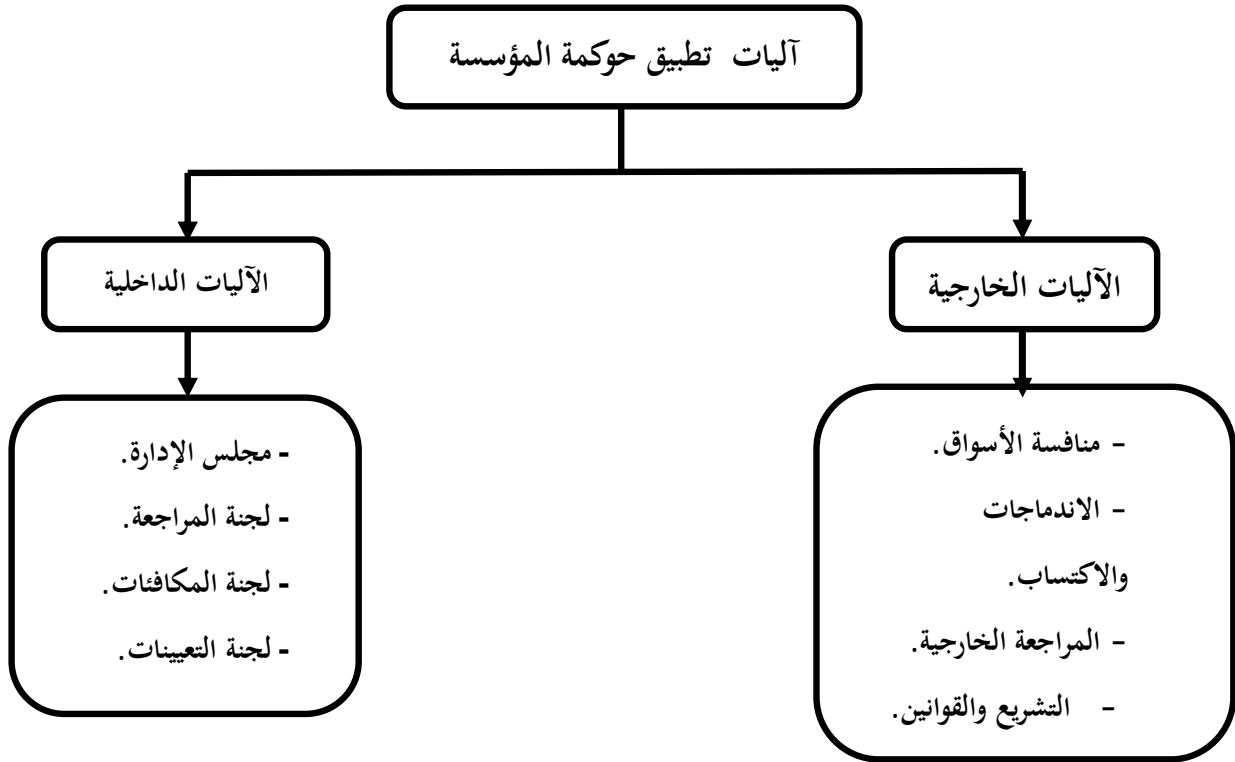 آليات تطبيق حوكمة المؤسسة
الآليات الخارجية
الآليات الداخلية
- منافسة الأسواق.
- الاندماجات
والاكتساب.
- المراجعة الخارجية.
- التشريع والقوانين.
- مجلس الإدارة.
- لجنة المراجعة.
- لجنة المكافئات.
- لجنة التعيينات.